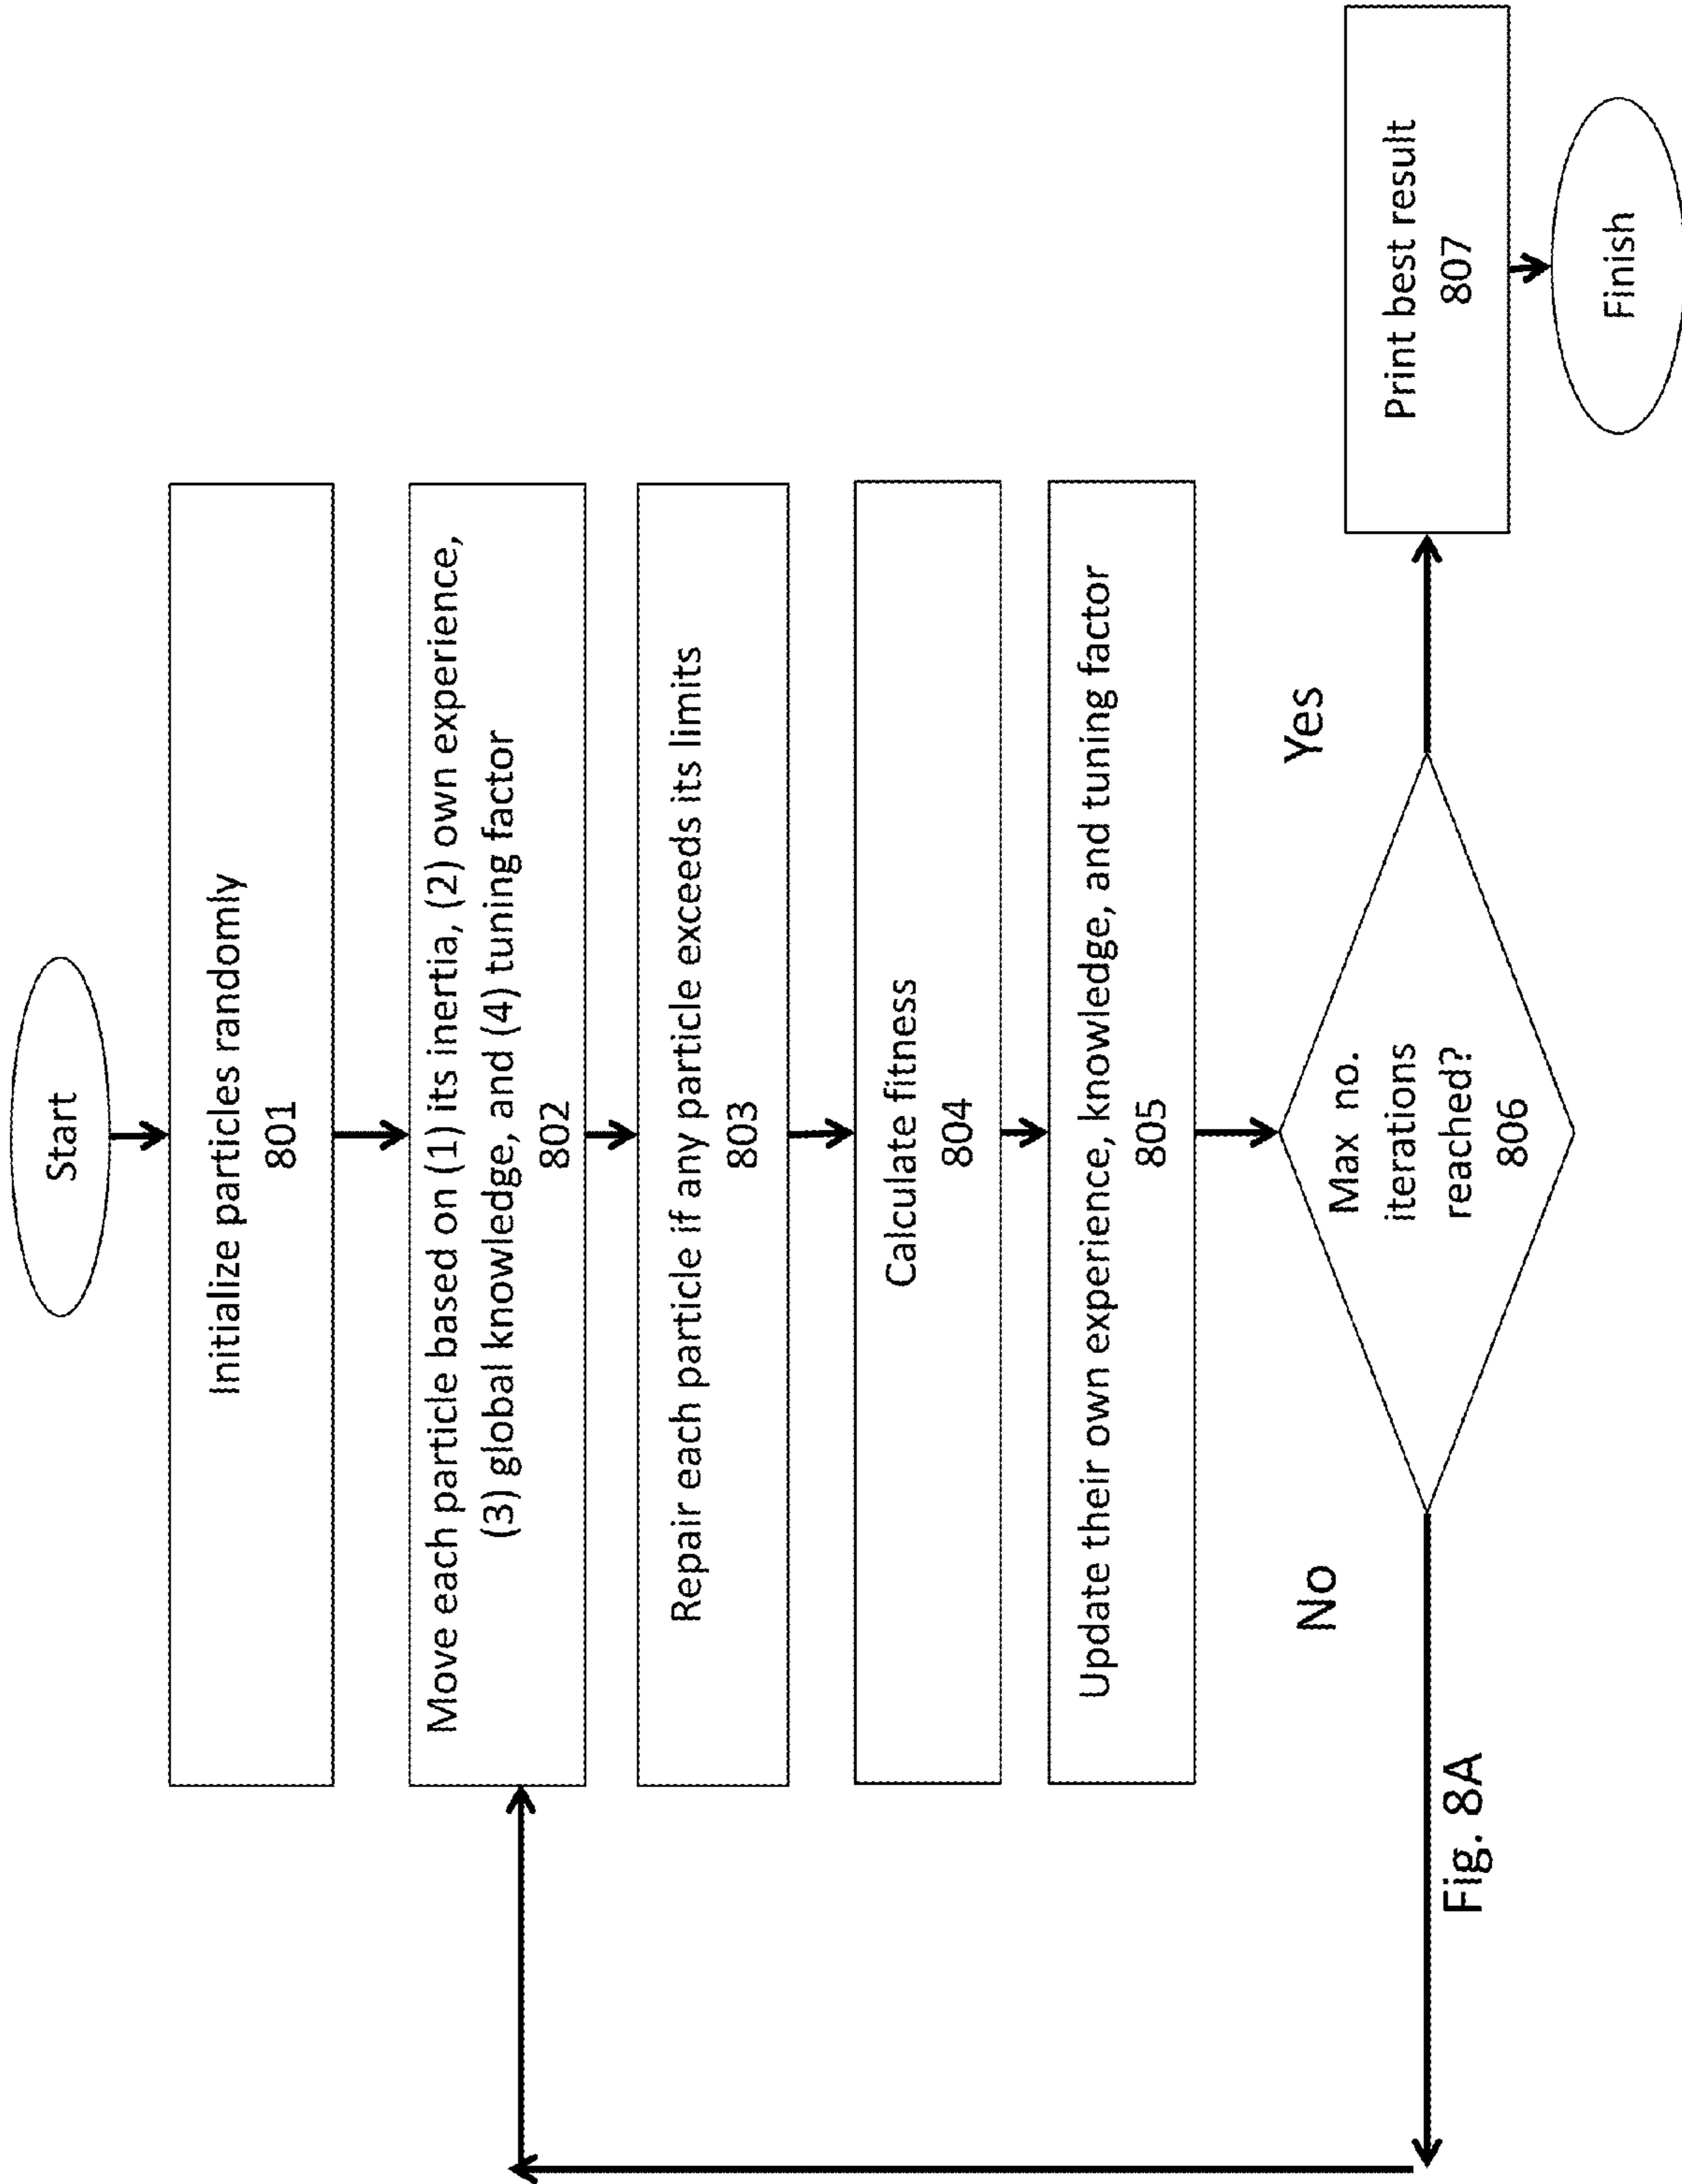 Start
Initialize particles randomly
801
Move each particle based on (1) its inertia, (2) own experience,
(3) global knowledge, and (4) tuning factor
802
Repair each particle if any particle exceeds its limits
803
Calculate fitness
804
Update their own experience, knowledge, and tuning factor
805
No
Yes
Max no.
iterations
reached?
806
Print best result
807
Finish
Fig. 8A